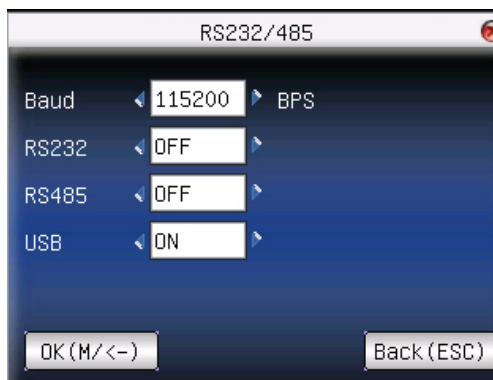 RS232/485
Baud 115200 BPS
RS232 OFF
RS485 OFF
USB ON
OK(M/<-) Back(ESC)